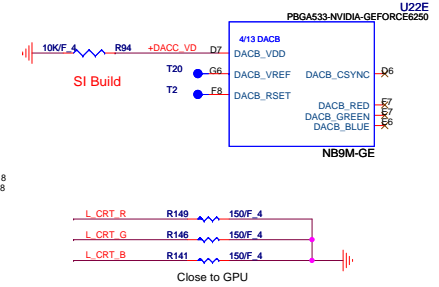 U22E
PBGA533-NVIDIA-GEFORCE6250
4/13 DACB
10K/F_4 R94 +DACC_VD D7 DACB_VDD
T20 G6 DACB_VREF DACB_CSYNC D6
SI Build
T2 F8 DACB_RSET
DACB_RED E7
DACB_GREEN
DACB_BLUE E6
NB9M-GE
8
8
L_CRT_R R149 150/F_4
L_CRT_G R146 150/F_4
L_CRT_B R141 150/F_4
Close to GPU